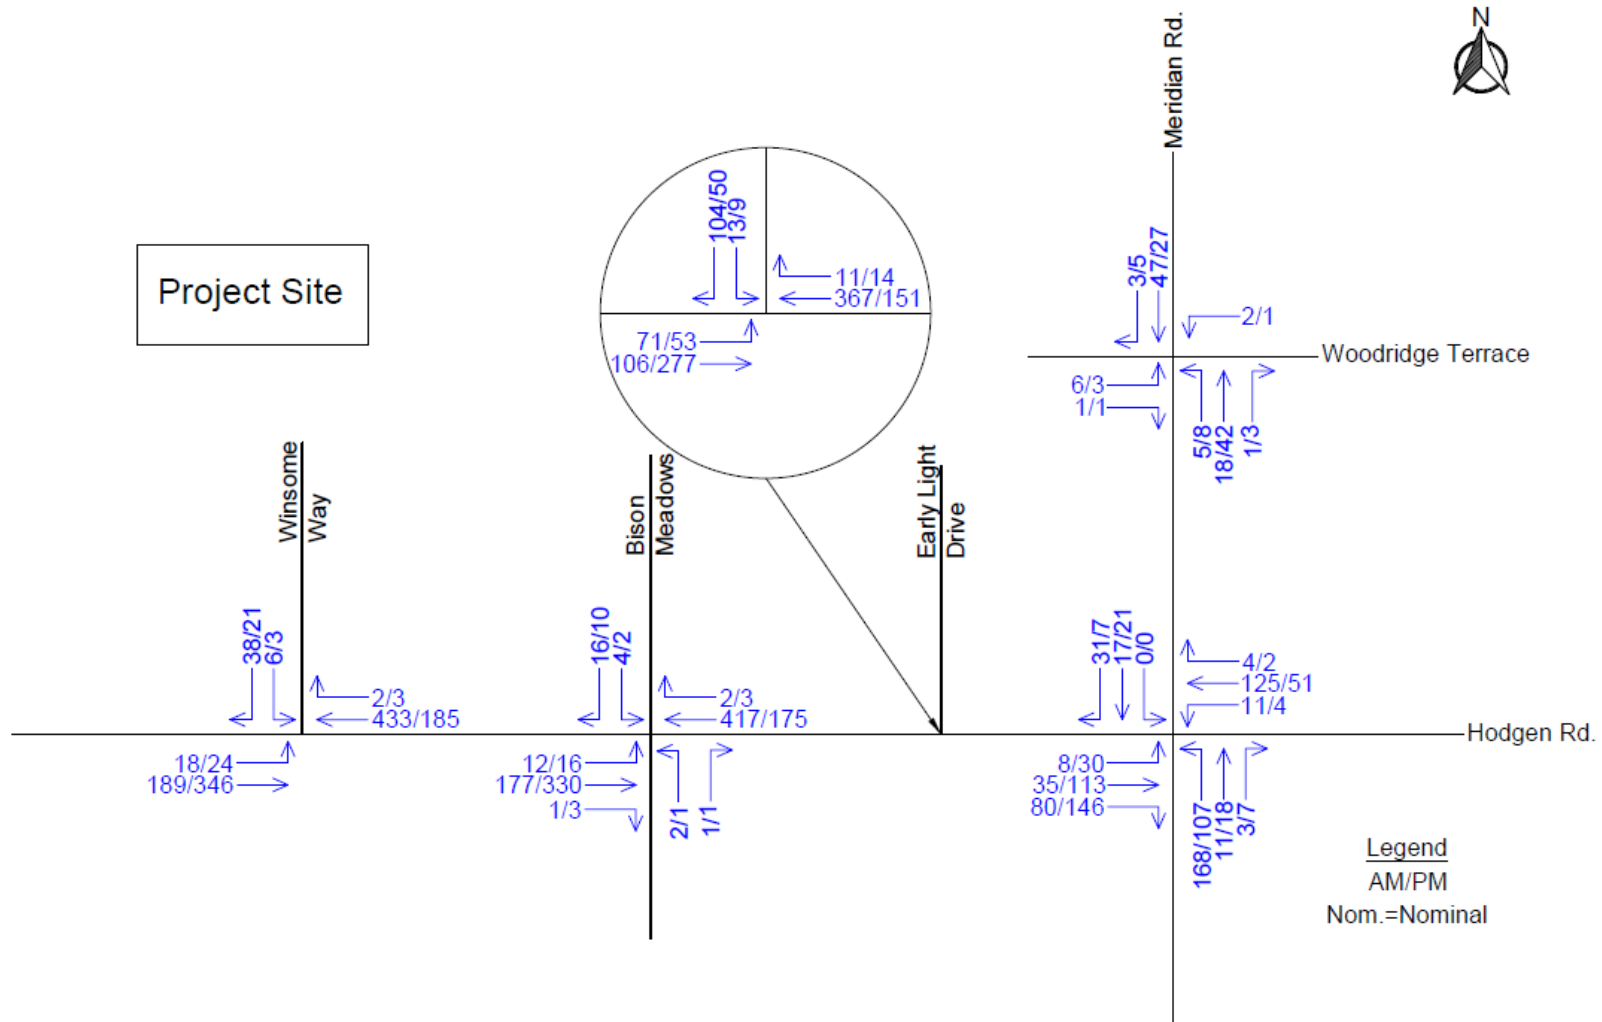 N
Meridian Rd.
Project Site
104/50
13/9
11/14
367/151
71/53
106/277
3/5
47/27
2/1
Woodridge Terrace
6/3
1/1
5/8
18/42
1/3
Winsome
Way
38/21
6/3
2/3
433/185
18/24
189/346
Bison
Meadows
16/10
4/2
2/3
417/175
12/16
177/330
1/3
2/1
1/1
Early Light
Drive
31/7
17/21
0/0
4/2
125/51
11/4
Hodgen Rd.
8/30
35/113
80/146
168/107
11/18
3/7
Legend
AM/PM
Nom.=Nominal